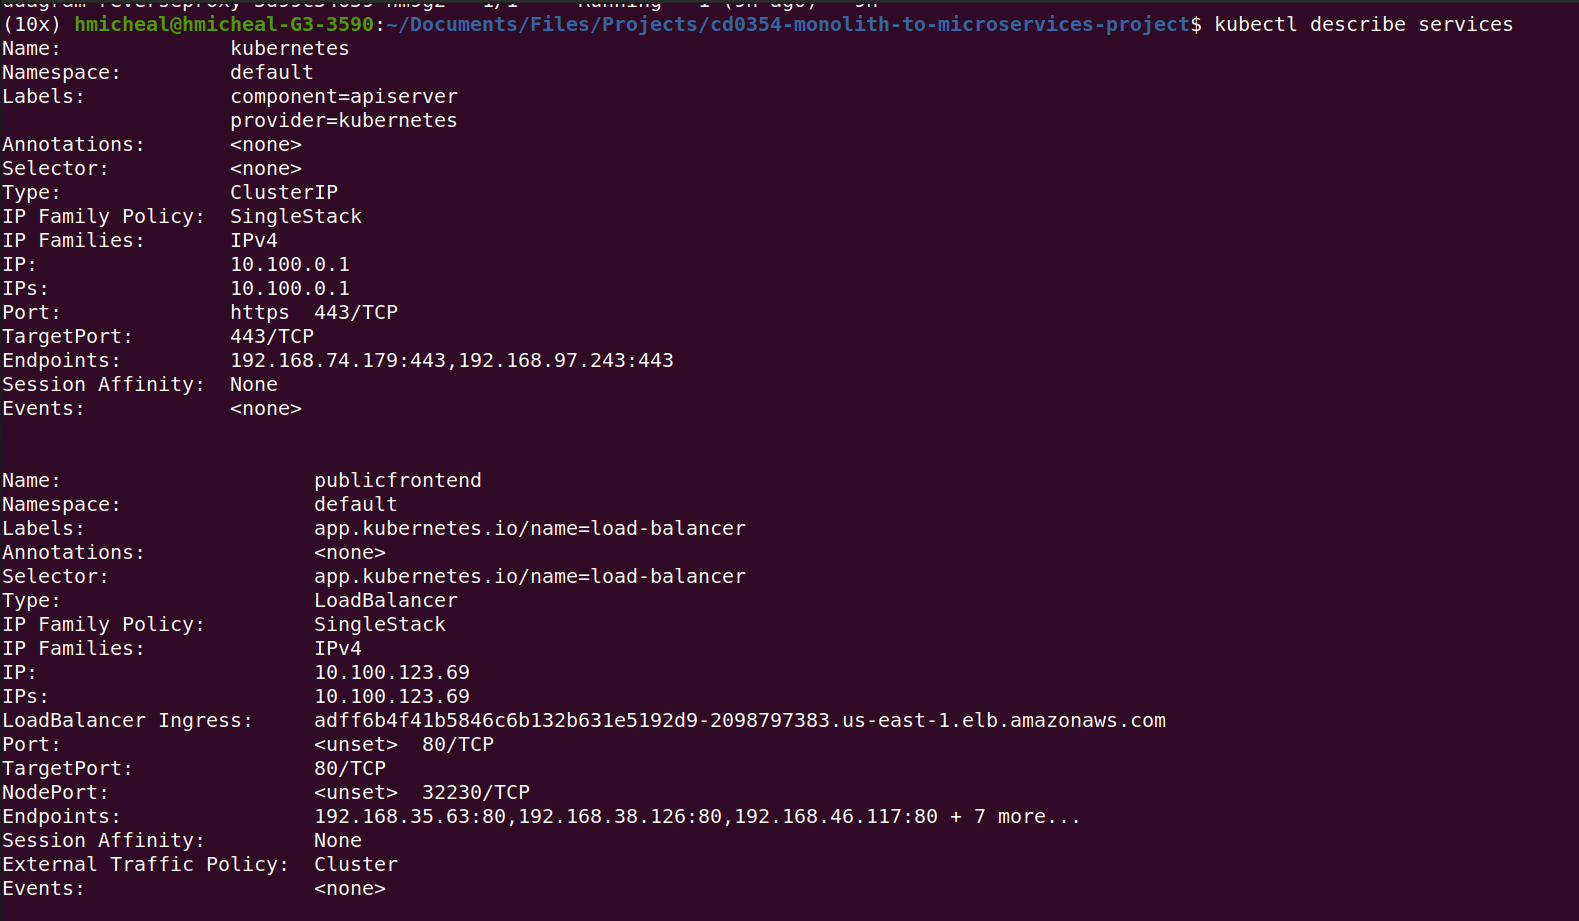 (10x) hmicheal@hmicheal-G3-3590:~/Documents/Files/Projects/cd0354-monolith-to-microservices-project$ kubectl describe services
Name:              kubernetes
Namespace:         default
Labels:            component=apiserver
                   provider=kubernetes
Annotations:       <none>
Selector:          <none>
Type:              ClusterIP
IP Family Policy:  SingleStack
IP Families:       IPv4
IP:                10.100.0.1
IPs:               10.100.0.1
Port:              https  443/TCP
TargetPort:        443/TCP
Endpoints:         192.168.74.179:443,192.168.97.243:443
Session Affinity:  None
Events:            <none>
Name:                     publicfrontend
Namespace:                default
Labels:                   app.kubernetes.io/name=load-balancer
Annotations:              <none>
Selector:                 app.kubernetes.io/name=load-balancer
Type:                     LoadBalancer
IP Family Policy:         SingleStack
IP Families:              IPv4
IP:                       10.100.123.69
IPs:                      10.100.123.69
LoadBalancer Ingress:     adff6b4f41b5846c6b132b631e5192d9-2098797383.us-east-1.elb.amazonaws.com
Port:                     <unset>  80/TCP
TargetPort:               80/TCP
NodePort:                 <unset>  32230/TCP
Endpoints:                192.168.35.63:80,192.168.38.126:80,192.168.46.117:80 + 7 more...
Session Affinity:         None
External Traffic Policy:  Cluster
Events:                   <none>